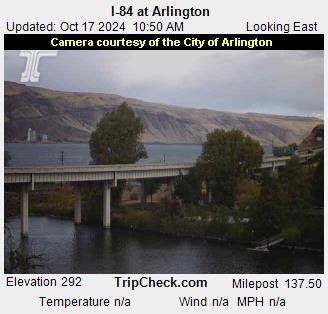 I-84 at Arlington
Updated: Oct 17 2024 10:50 AM Looking East
Camera courtesy of the City of Arlington
Elevation 292 TripCheck.com Milepost 137.50
Temperature n/a Wind n/a MPH n/a